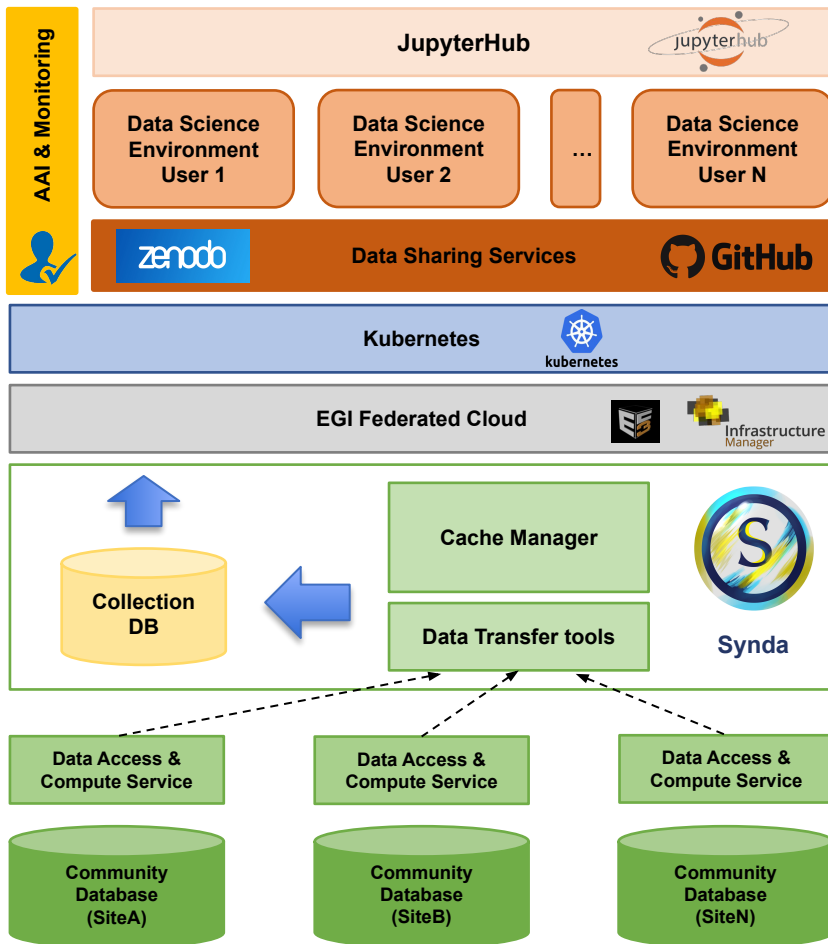 AAI & Monitoring
JupyterHub
jupyterhub
Data Science
Environment
User 1
Data Science
Environment
User 2
...
Data Science
Environment
User N
zenodo
Data Sharing Services
GitHub
Kubernetes
kubernetes
EGI Federated Cloud
EC3
Infrastructure
Manager
Collection
DB
Cache Manager
Data Transfer tools
S
Synda
Data Access &
Compute Service
Data Access &
Compute Service
Data Access &
Compute Service
Community
Database
(SiteA)
Community
Database
(SiteB)
Community
Database
(SiteN)